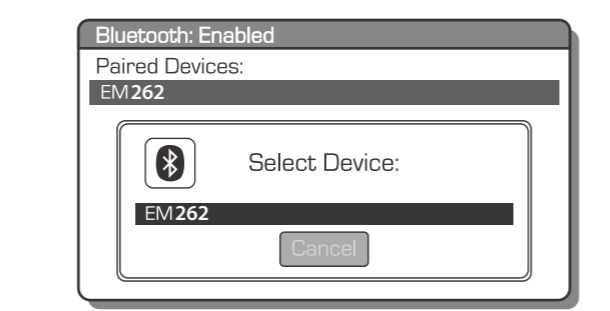 Bluetooth: Enabled
Paired Devices:
EM262
Select Device:
EM262
Cancel